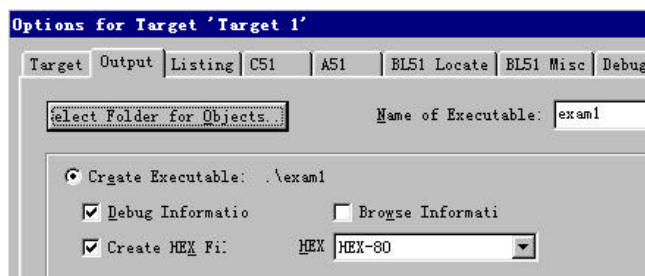 Options for Target 'Target 1'
Target Output Listing C51 A51 BL51 Locate BL51 Misc Debug
elect Folder for Objects.. Name of Executable: exam1
Create Executable: .\exam1
Debug Informatio Browse Informati
Create HEX Fi: HEX HEX-80